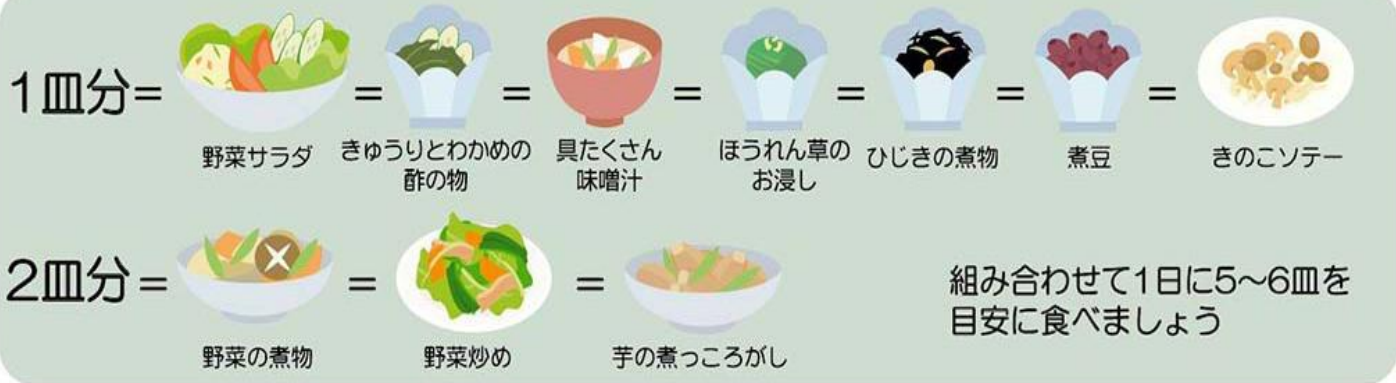 1皿分=
=
=
=
=
=
=
野菜サラダ
きゅうりとわかめの
酢の物
具たくさん
味噌汁
ほうれん草の
お浸し
ひじきの煮物
煮豆
きのこソテー
2皿分=
=
=
野菜の煮物
野菜炒め
芋の煮っころがし
組み合わせて1日に5〜6皿を
目安に食べましょう